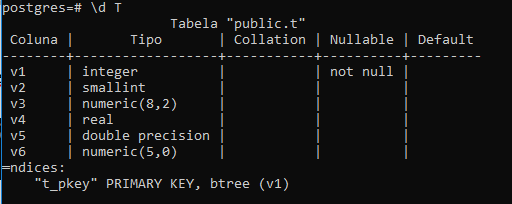 postgres=# \d T
Tabela "public.t"
Coluna | Tipo | Collation | Nullable | Default
--------+------------------+-----------+----------+---------
v1 | integer | | not null |
v2 | smallint | | |
v3 | numeric(8,2) | | |
v4 | real | | |
v5 | double precision | | |
v6 | numeric(5,0) | | |
═ndices:
"t_pkey" PRIMARY KEY, btree (v1)